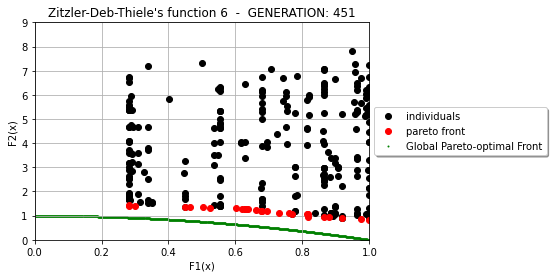 Zitzler-Deb-Thiele's function 6 - GENERATION: 451
F2(x)
9
8
7
6
5
4
3
2
1
0
0.0 0.2 0.4 0.6 0.8 1.0
F1(x)
individuals
pareto front
Global Pareto-optimal Front